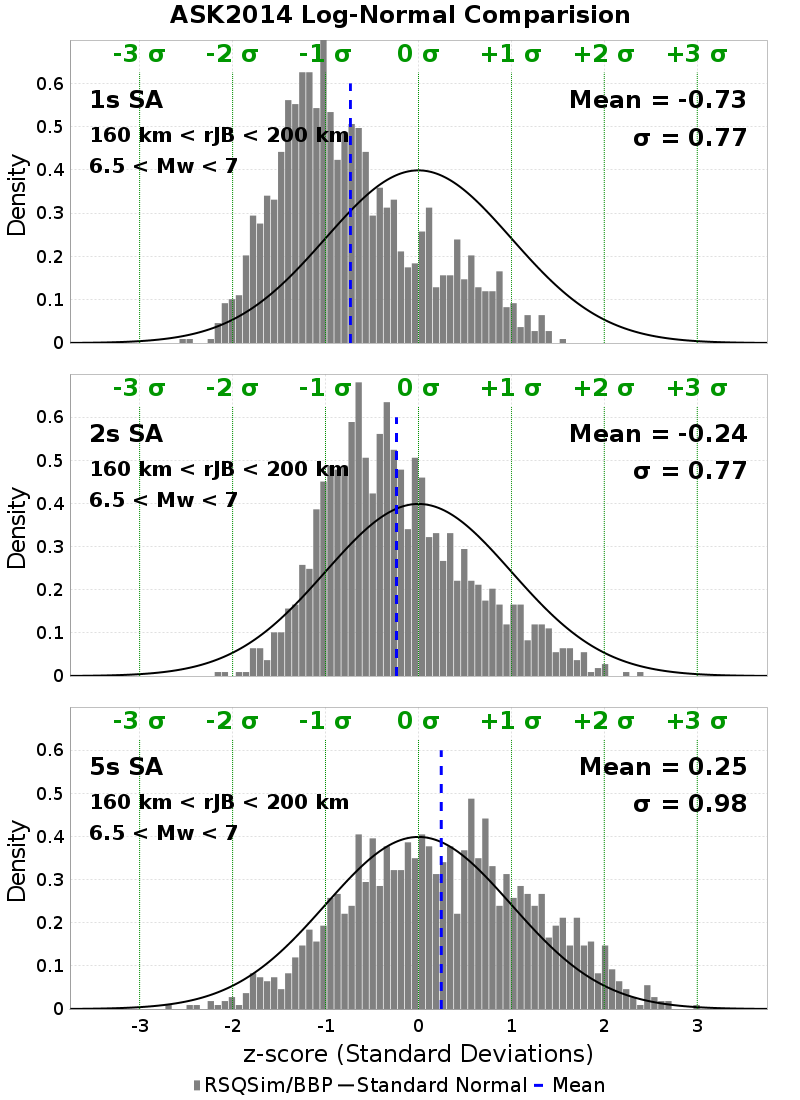 ASK2014 Log-Normal Comparision
-3 σ -2 σ -1 σ 0 σ +1 σ +2 σ +3 σ
1s SA
Mean = -0.73
160 km < rJB < 200 km
σ = 0.77
6.5 < Mw < 7
0.6
0.5
0.4
0.3
0.2
0.1
0
Density
-3 σ -2 σ -1 σ 0 σ +1 σ +2 σ +3 σ
2s SA
Mean = -0.24
160 km < rJB < 200 km
σ = 0.77
6.5 < Mw < 7
0.6
0.5
0.4
0.3
0.2
0.1
0
Density
-3 σ -2 σ -1 σ 0 σ +1 σ +2 σ +3 σ
5s SA
Mean = 0.25
160 km < rJB < 200 km
σ = 0.98
6.5 < Mw < 7
0.6
0.5
0.4
0.3
0.2
0.1
0
Density
-3 -2 -1 0 1 2 3
z-score (Standard Deviations)
RSQSim/BBP Standard Normal Mean